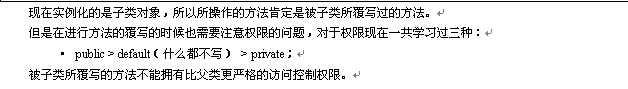 现在实例化的是子类对象，所以所操作的方法肯定是被子类所覆写过的方法。
但是在进行方法的覆写的时候也需要注意权限的问题，对于权限现在一共学习过三种：
▪ public > default（什么都不写） > private；
被子类所覆写的方法不能拥有比父类更严格的访问控制权限。